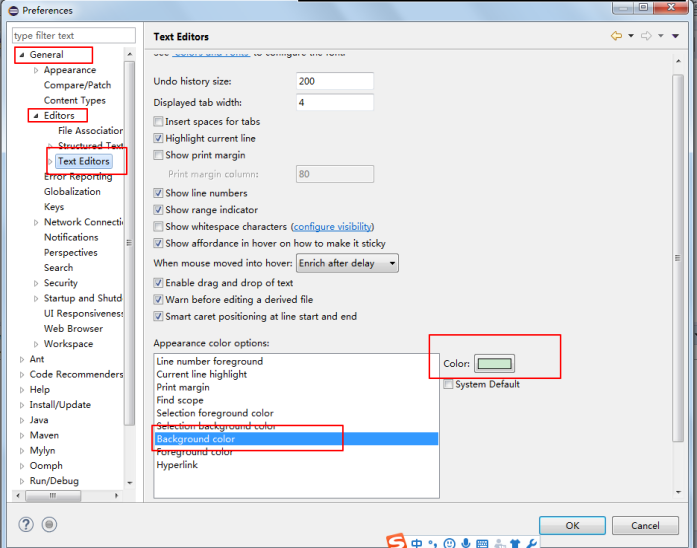 Preferences
type filter text
General
Appearance
Compare/Patch
Content Types
Editors
File Association
Structured Text
Text Editors
Error Reporting
Globalization
Keys
Network Connecti
Notifications
Perspectives
Search
Security
Startup and Shutd
UI Responsiveness
Web Browser
Workspace
Ant
Code Recommenders
Help
Install/Update
Java
Maven
Mylyn
Oomph
Run/Debug
Text Editors
See 'Colors and Fonts' to configure the font.
Undo history size: 200
Displayed tab width: 4
Insert spaces for tabs
Highlight current line
Show print margin
Print margin column: 80
Show line numbers
Show range indicator
Show whitespace characters (configure visibility)
Show affordance in hover on how to make it sticky
When mouse moved into hover: Enrich after delay
Enable drag and drop of text
Warn before editing a derived file
Smart caret positioning at line start and end
Appearance color options:
Line number foreground
Current line highlight
Print margin
Find scope
Selection foreground color
Selection background color
Background color
Foreground color
Hyperlink
Color:
System Default
OK
Cancel
S 中